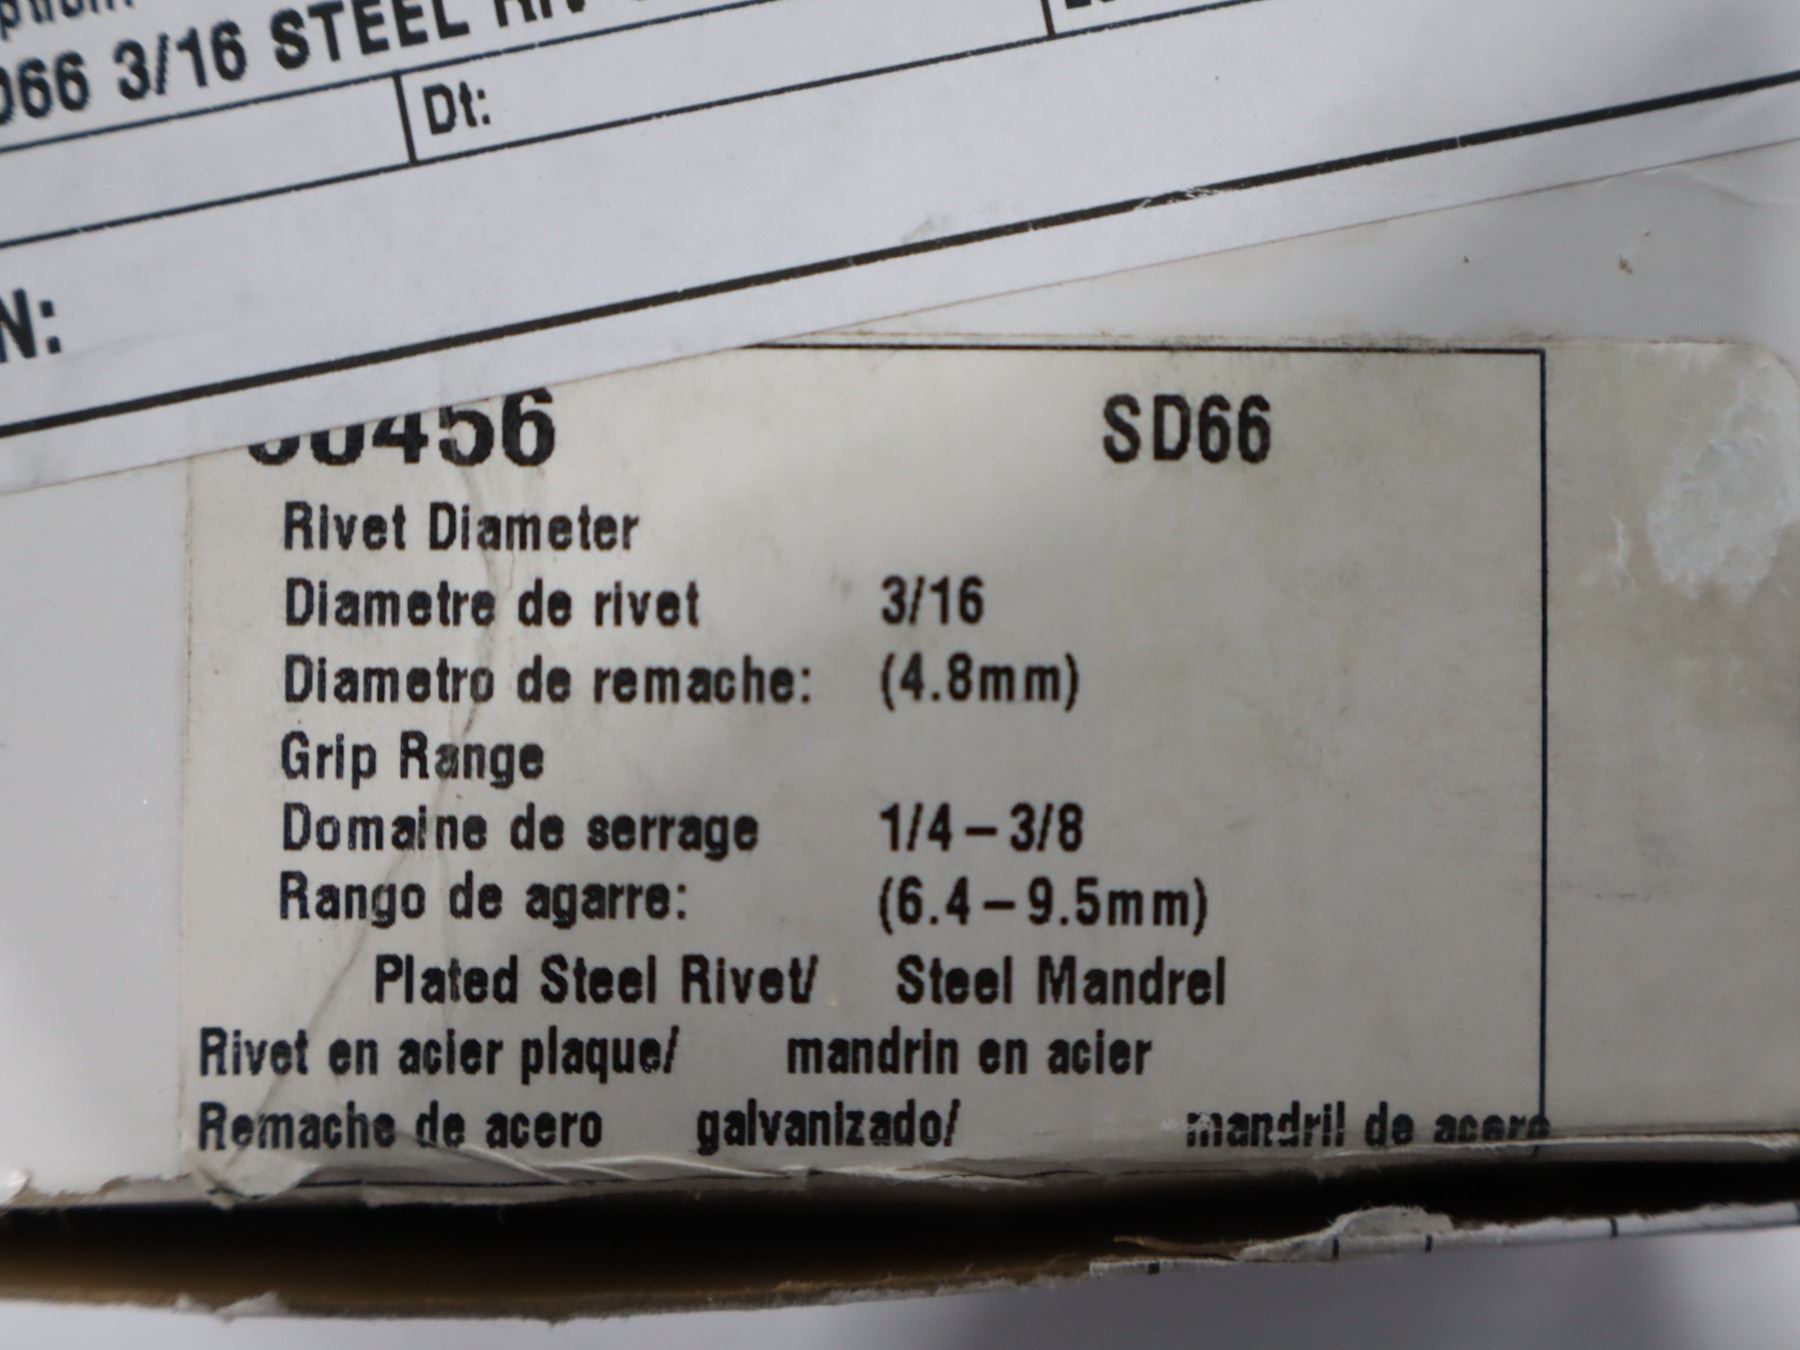 3/16 STEEL
Dt:
N:
SD66
Rivet Diameter
Diametre de rivet 3/16
Diametro de remache: (4.8mm)
Grip Range
Domaine de serrage 1/4 – 3/8
Rango de agarre: (6.4 – 9.5mm)
Plated Steel Rivet/ Steel Mandrel
Rivet en acier plaque/ mandrin en acier
Remache de acero galvanizado/ mandril de acero